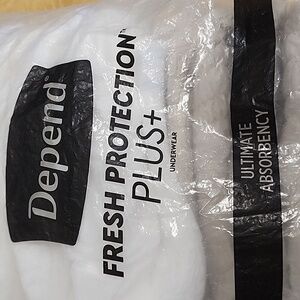 Depend
FRESH PROTECTION
PLUS+
UNDERWEAR
ULTIMATE
ABSORBENCY